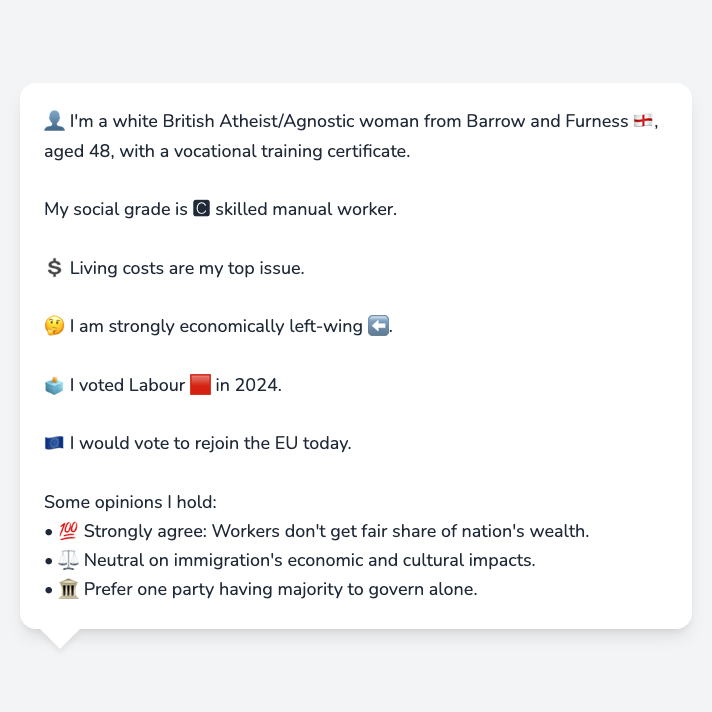 👤 I'm a white British Atheist/Agnostic woman from Barrow and Furness 🏴󠁧󠁢󠁥󠁮󠁧󠁿,
aged 48, with a vocational training certificate.
My social grade is 🅲 skilled manual worker.
💲 Living costs are my top issue.
🤔 I am strongly economically left-wing ⬅️.
🗳️ I voted Labour 🟥 in 2024.
🇪🇺 I would vote to rejoin the EU today.
Some opinions I hold:
• 💯 Strongly agree: Workers don't get fair share of nation's wealth.
• ⚖️ Neutral on immigration's economic and cultural impacts.
• 🏛️ Prefer one party having majority to govern alone.